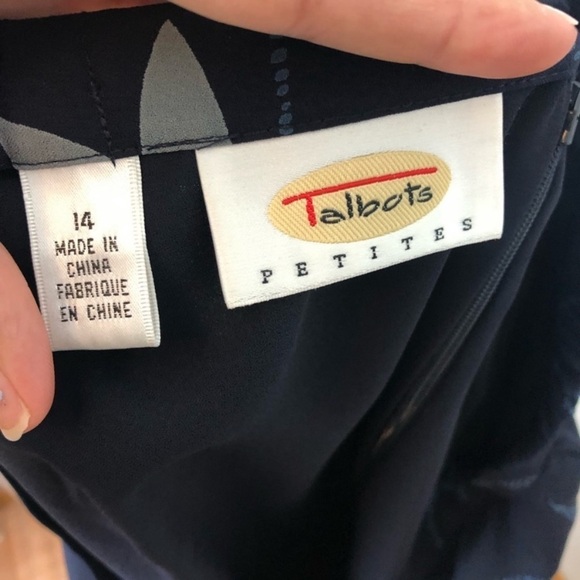 14
MADE IN
CHINA
FABRIQUE
EN CHINE
Talbots
PETITES